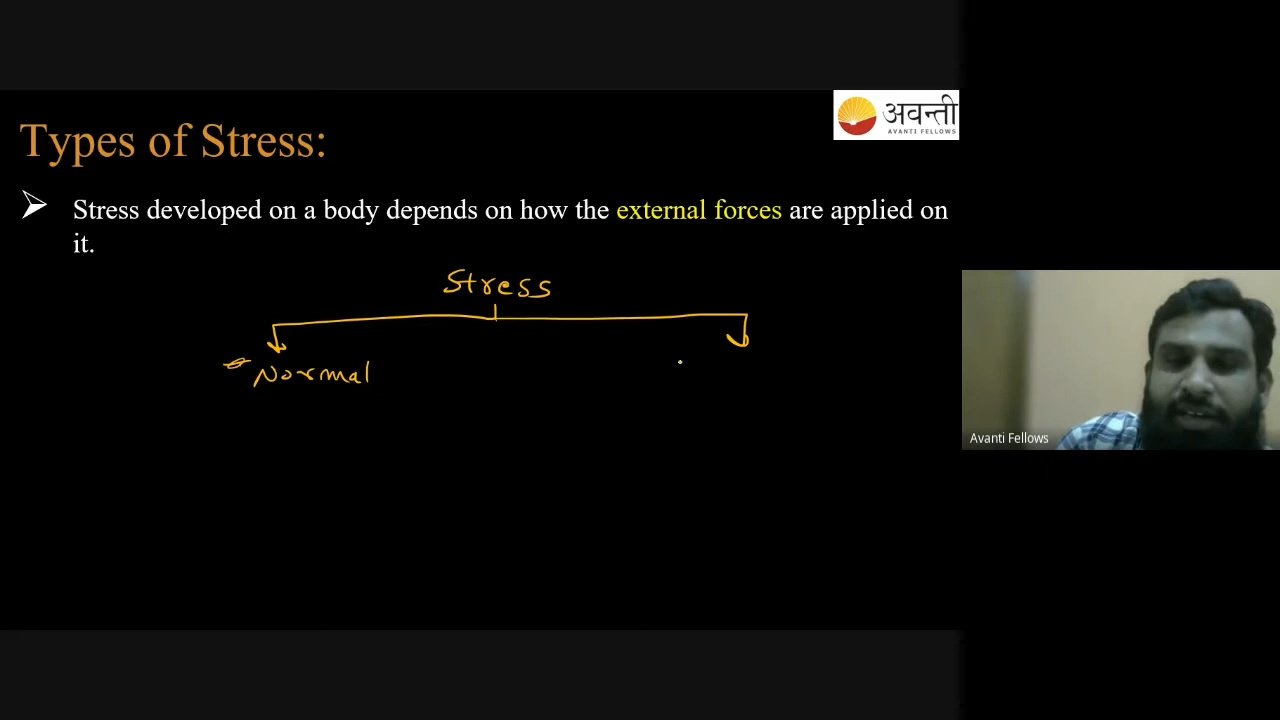 अवन्ती
AVANTI FELLOWS
Types of Stress:
Stress developed on a body depends on how the external forces are applied on
it.
Stress
Normal
Avanti Fellows